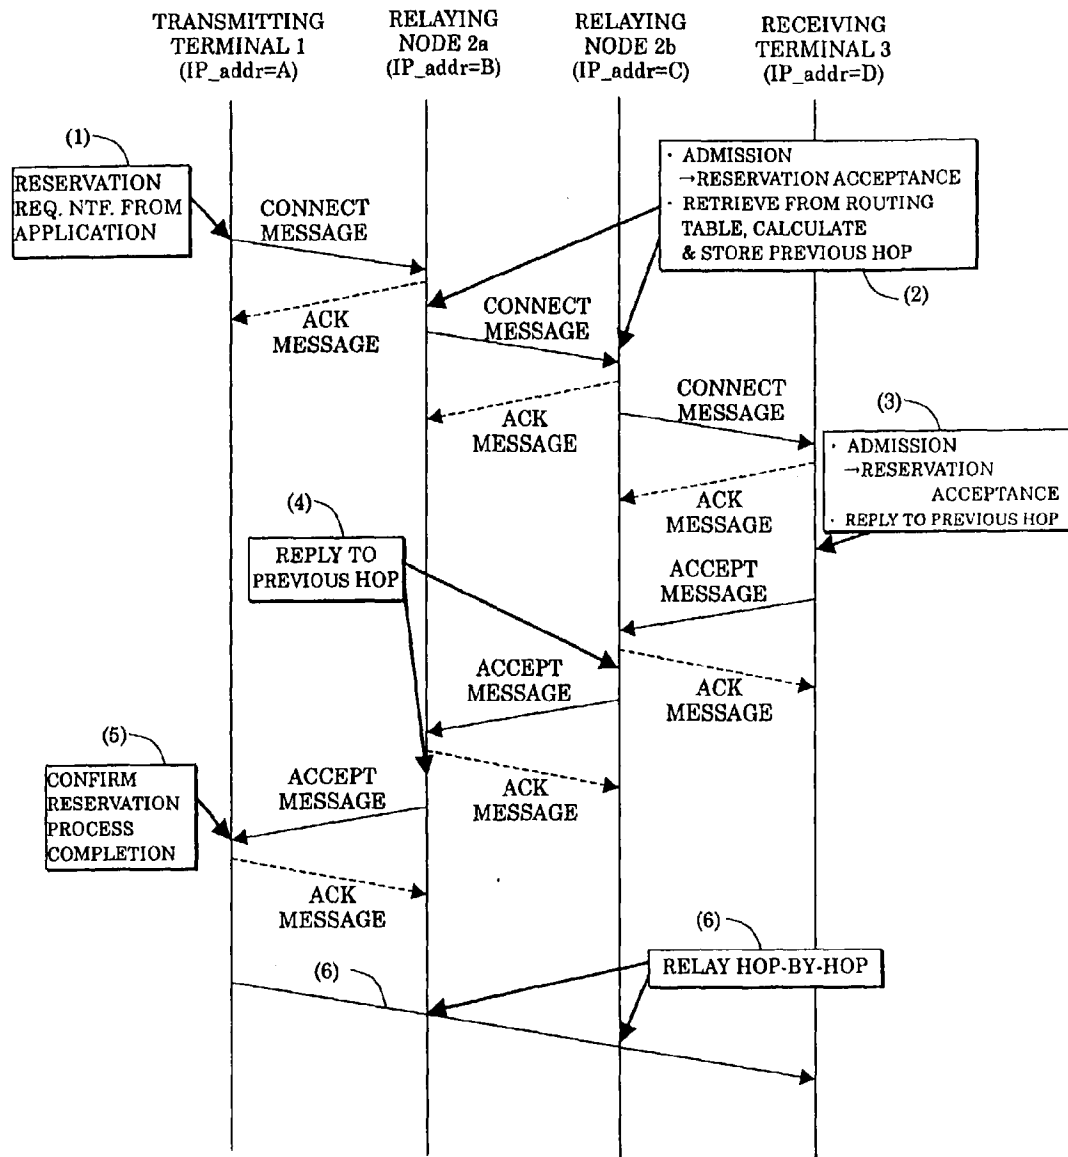 TRANSMITTING
TERMINAL 1
(IP_addr=A)
RELAYING
NODE 2a
(IP_addr=B)
RELAYING
NODE 2b
(IP_addr=C)
RECEIVING
TERMINAL 3
(IP_addr=D)
(1)
RESERVATION
REQ. NTF. FROM
APPLICATION
CONNECT
MESSAGE
· ADMISSION
→RESERVATION ACCEPTANCE
· RETRIEVE FROM ROUTING
TABLE, CALCULATE
& STORE PREVIOUS HOP
(2)
ACK
MESSAGE
CONNECT
MESSAGE
ACK
MESSAGE
CONNECT
MESSAGE
(3)
· ADMISSION
→RESERVATION
ACCEPTANCE
· REPLY TO PREVIOUS HOP
ACK
MESSAGE
(4)
REPLY TO
PREVIOUS HOP
ACCEPT
MESSAGE
ACCEPT
MESSAGE
ACK
MESSAGE
(5)
CONFIRM
RESERVATION
PROCESS
COMPLETION
ACCEPT
MESSAGE
ACK
MESSAGE
ACK
MESSAGE
(6)
RELAY HOP-BY-HOP
(6)